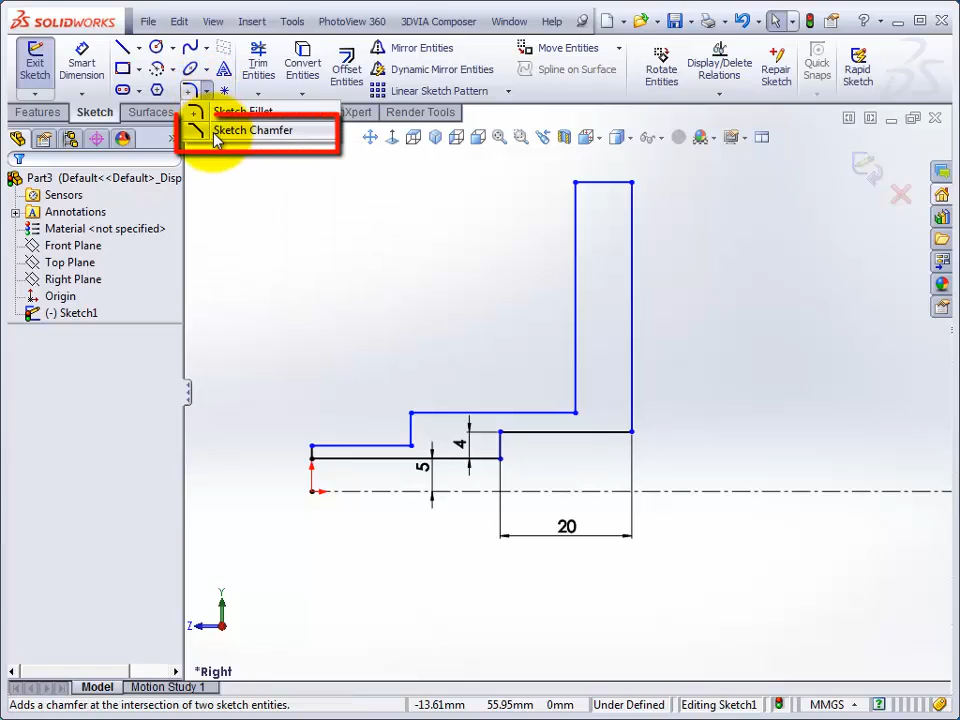 SOLIDWORKS File Edit View Insert Tools PhotoView 360 3DVIA Composer Window Help
Exit Sketch
Smart Dimension
Trim Entities
Convert Entities
Offset Entities
Mirror Entities
Dynamic Mirror Entities
Linear Sketch Pattern
Move Entities
Spline on Surface
Rotate Entities
Display/Delete Relations
Repair Sketch
Quick Snaps
Rapid Sketch
Features Sketch Surfaces Xpert Render Tools
Sketch Fillet
Sketch Chamfer
Part3 (Default<<Default>_Disp
Sensors
Annotations
Material <not specified>
Front Plane
Top Plane
Right Plane
Origin
(-) Sketch1
4
5
20
Y
Z
*Right
Model Motion Study 1
Adds a chamfer at the intersection of two sketch entities. -13.61mm 55.95mm 0mm Under Defined Editing Sketch1 MMGS